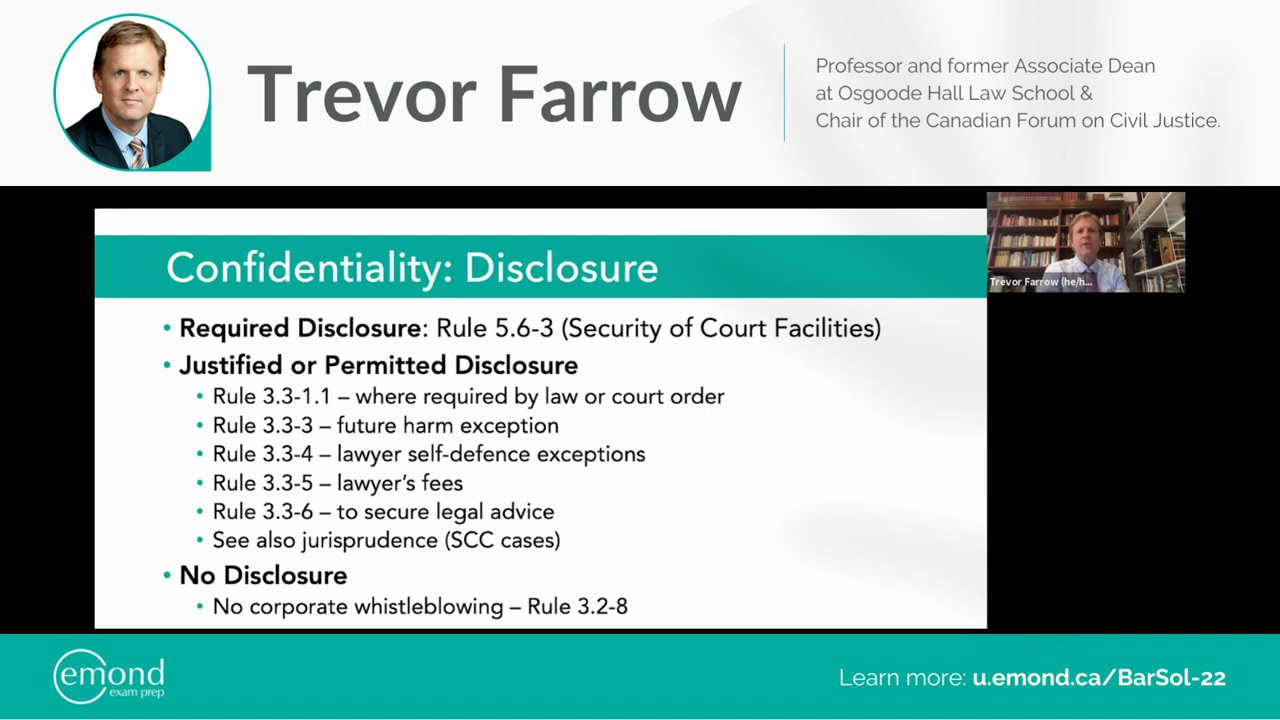 Trevor Farrow
Professor and former Associate Dean
at Osgoode Hall Law School &
Chair of the Canadian Forum on Civil Justice.
Confidentiality: Disclosure
• Required Disclosure: Rule 5.6-3 (Security of Court Facilities)
• Justified or Permitted Disclosure
• Rule 3.3-1.1 – where required by law or court order
• Rule 3.3-3 – future harm exception
• Rule 3.3-4 – lawyer self-defence exceptions
• Rule 3.3-5 – lawyer's fees
• Rule 3.3-6 – to secure legal advice
• See also jurisprudence (SCC cases)
• No Disclosure
• No corporate whistleblowing – Rule 3.2-8
Trevor Farrow (he/h...
emond
exam prep
Learn more: u.emond.ca/BarSol-22